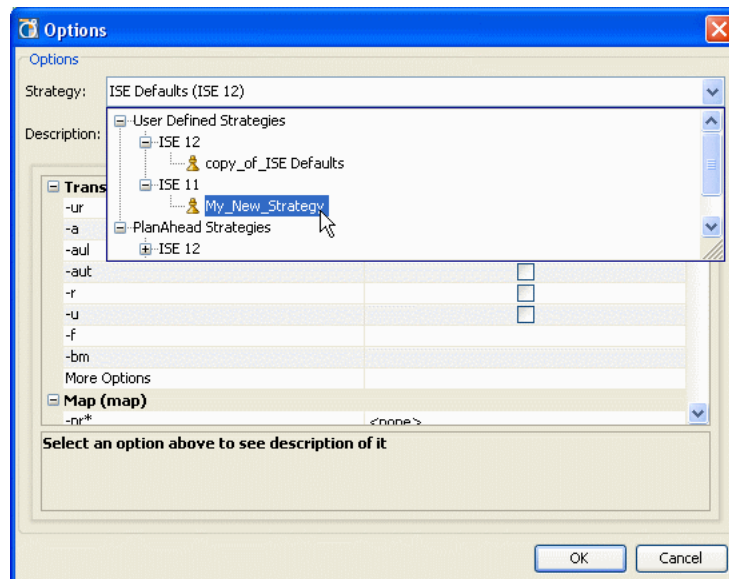 Options
Options
Strategy: ISE Defaults (ISE 12)
User Defined Strategies
Description:
ISE 12
copy_of_ISE Defaults
ISE 11
Trans
My_New_Strategy
-ur
PlanAhead Strategies
-a
ISE 12
-aul
-aut
-r
-u
-f
-bm
More Options
Map (map)
-pr* <none>
Select an option above to see description of it
OK Cancel